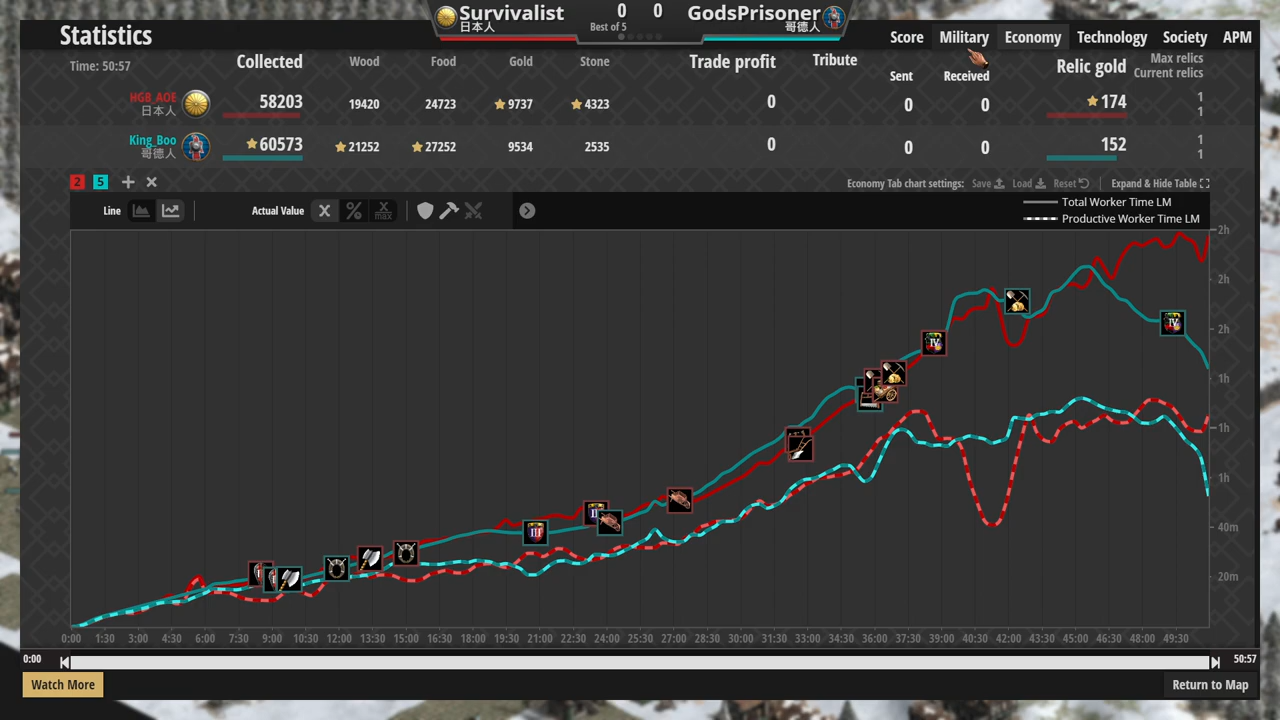 Survivalist 0 0 GodsPrisoner
日本人 Best of 5 哥德人
Statistics
Score Military Economy Technology Society APM
Time: 50:57
Collected Wood Food Gold Stone Trade profit Tribute Sent Received Relic gold Max relics Current relics
HGB_AOE 日本人 58203 19420 24723 9737 4323 0 0 0 174 1 1
King_Boo 哥德人 60573 21252 27252 9534 2535 0 0 0 152 1 1
2 5
Economy Tab chart settings: Save Load Reset Expand & Hide Table
Line Actual Value X % X/max
Total Worker Time LM
Productive Worker Time LM
2h
2h
2h
1h
1h
1h
40m
20m
IV
IV
II
III
0:00 1:30 3:00 4:30 6:00 7:30 9:00 10:30 12:00 13:30 15:00 16:30 18:00 19:30 21:00 22:30 24:00 25:30 27:00 28:30 30:00 31:30 33:00 34:30 36:00 37:30 39:00 40:30 42:00 43:30 45:00 46:30 48:00 49:30
0:00 50:57
Watch More Return to Map